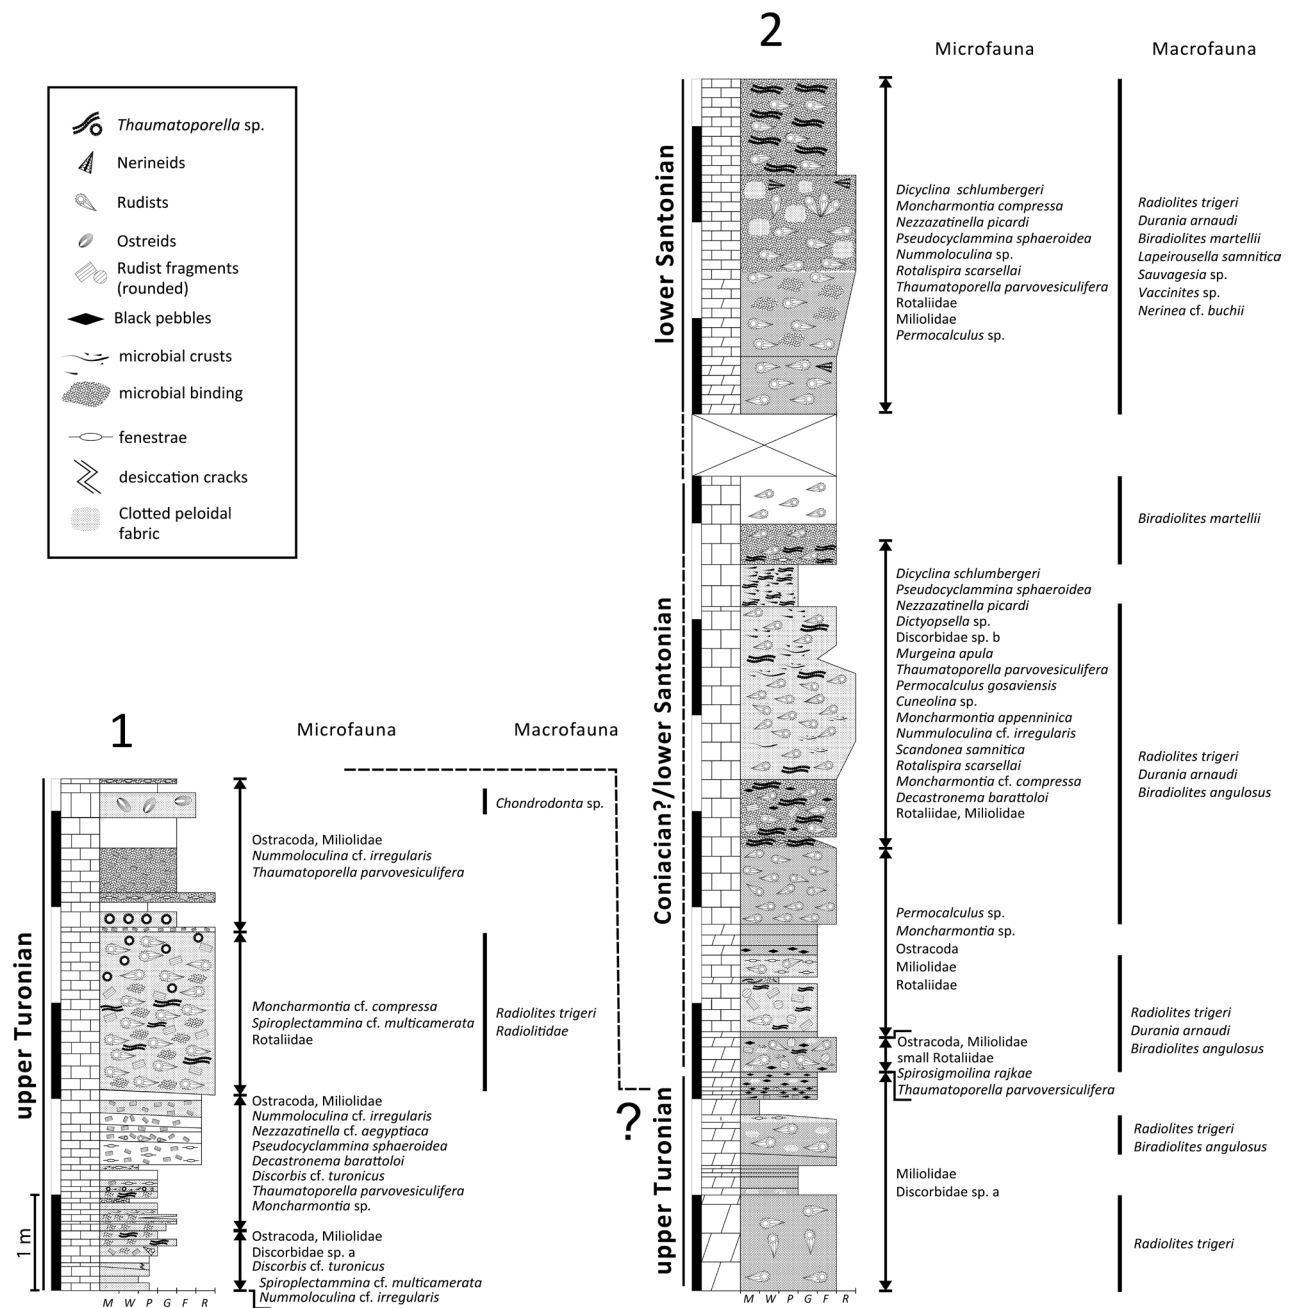 2
Microfauna
Macrofauna
Thaumatoporella sp.
Nerineids
Rudists
Ostreids
Rudist fragments
(rounded)
Black pebbles
microbial crusts
microbial binding
fenestrae
desiccation cracks
Clotted peloidal
fabric
lower Santonian
Dicyclina schlumbergeri
Moncharmontia compressa
Nezzazatinella picardi
Pseudocyclammina sphaeroidea
Nummoloculina sp.
Rotalispira scarsellai
Thaumatoporella parvovesiculifera
Rotaliidae
Miliolidae
Permocalculus sp.
Radiolites trigeri
Durania arnaudi
Biradiolites martellii
Lapeirousella samnitica
Sauvagesia sp.
Vaccinites sp.
Nerinea cf. buchii
Biradiolites martellii
Coniacian?/lower Santonian
Dicyclina schlumbergeri
Pseudocyclammina sphaeroidea
Nezzazatinella picardi
Dictyopsella sp.
Discorbidae sp. b
Murgeina apula
Thaumatoporella parvovesiculifera
Permocalculus gosaviensis
Cuneolina sp.
Moncharmontia appenninica
Nummuloculina cf. irregularis
Scandonea samnitica
Rotalispira scarsellai
Moncharmontia cf. compressa
Decastronema barattoloi
Rotaliidae, Miliolidae
Radiolites trigeri
Durania arnaudi
Biradiolites angulosus
Permocalculus sp.
Moncharmontia sp.
Ostracoda
Miliolidae
Rotaliidae
Radiolites trigeri
Durania arnaudi
Biradiolites angulosus
Ostracoda, Miliolidae
small Rotaliidae
Spirosigmoilina rajkae
Thaumatoporella parvoversiculifera
?
upper Turonian
Radiolites trigeri
Biradiolites angulosus
Miliolidae
Discorbidae sp. a
Radiolites trigeri
M W P G F R
1
Microfauna
Macrofauna
upper Turonian
Chondrodonta sp.
Ostracoda, Miliolidae
Nummoloculina cf. irregularis
Thaumatoporella parvovesiculifera
Moncharmontia cf. compressa
Spiroplectammina cf. multicamerata
Rotaliidae
Radiolites trigeri
Radiolitidae
Ostracoda, Miliolidae
Nummoloculina cf. irregularis
Nezzazatinella cf. aegyptiaca
Pseudocyclammina sphaeroidea
Decastronema barattoloi
Discorbis cf. turonicus
Thaumatoporella parvovesiculifera
Moncharmontia sp.
Ostracoda, Miliolidae
Discorbidae sp. a
Discorbis cf. turonicus
Spiroplectammina cf. multicamerata
Nummoloculina cf. irregularis
1 m
M W P G F R